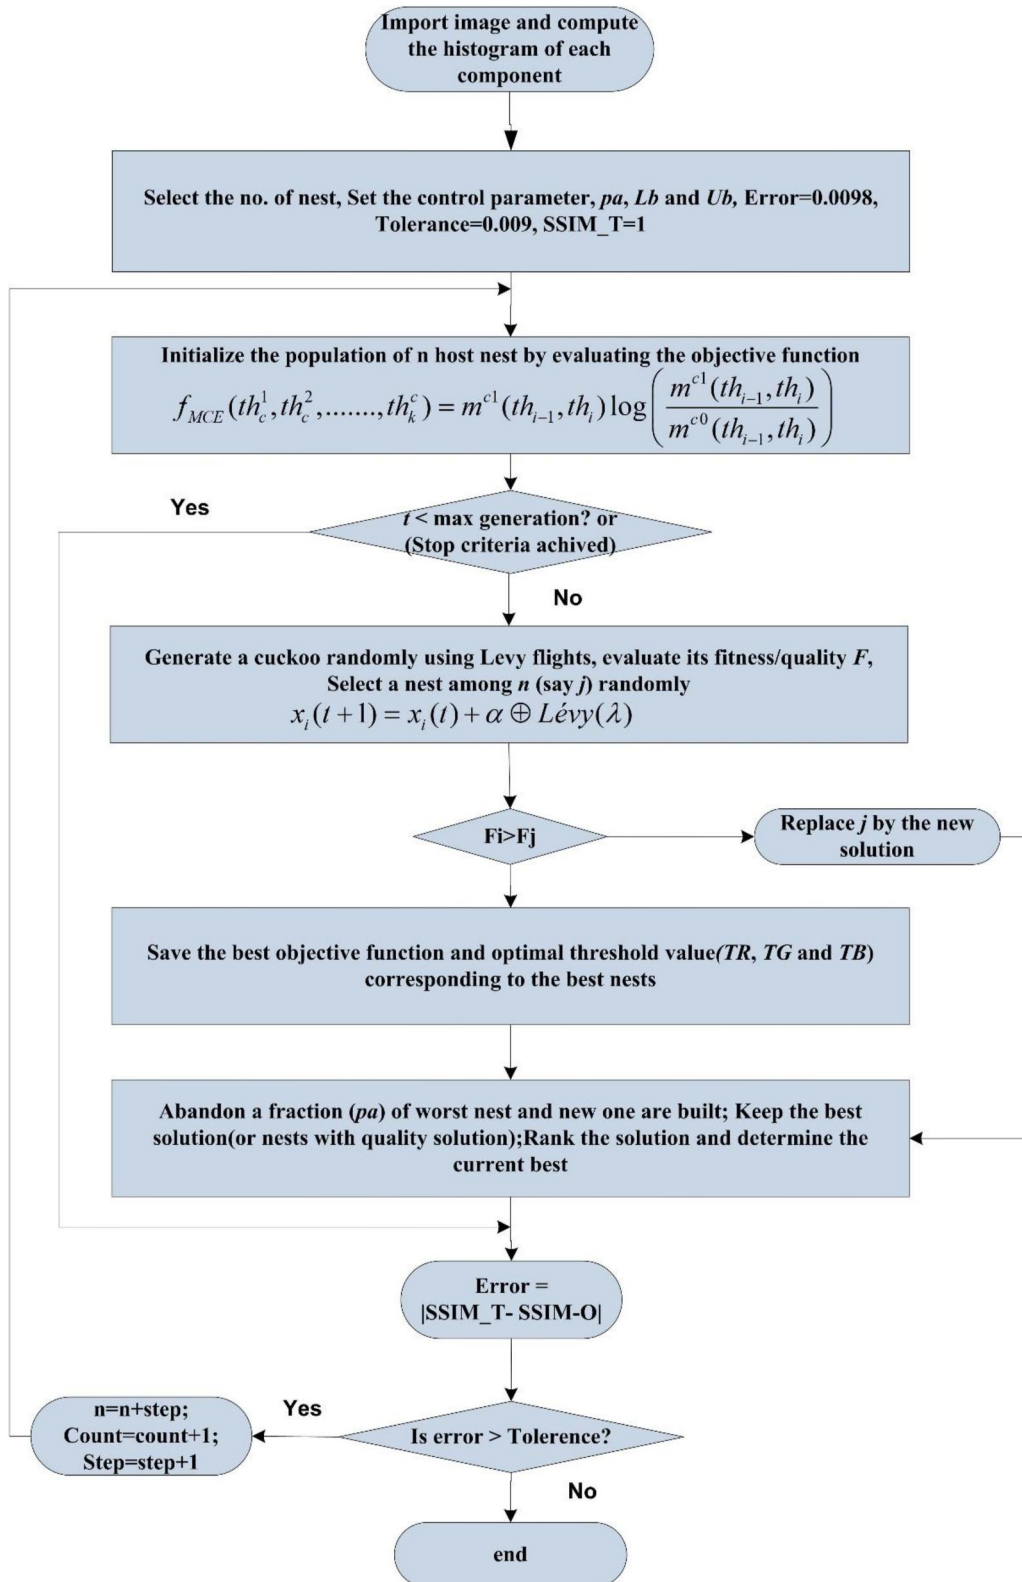 Import image and compute
the histogram of each
component
Select the no. of nest, Set the control parameter, pa, Lb and Ub, Error=0.0098,
Tolerance=0.009, SSIM_T=1
Initialize the population of n host nest by evaluating the objective function
f_{MCE}(th_c^1, th_c^2, ......., th_k^c) = m^{c1}(th_{i-1}, th_i) log(m^{c1}(th_{i-1}, th_i) / m^{c0}(th_{i-1}, th_i))
Yes
t < max generation? or
(Stop criteria achived)
No
Generate a cuckoo randomly using Levy flights, evaluate its fitness/quality F,
Select a nest among n (say j) randomly
x_i(t+1) = x_i(t) + α ⊕ Lévy(λ)
Fi>Fj
Replace j by the new
solution
Save the best objective function and optimal threshold value(TR, TG and TB)
corresponding to the best nests
Abandon a fraction (pa) of worst nest and new one are built; Keep the best
solution(or nests with quality solution);Rank the solution and determine the
current best
Error =
|SSIM_T- SSIM-O|
n=n+step;
Count=count+1;
Step=step+1
Yes
Is error > Tolerence?
No
end